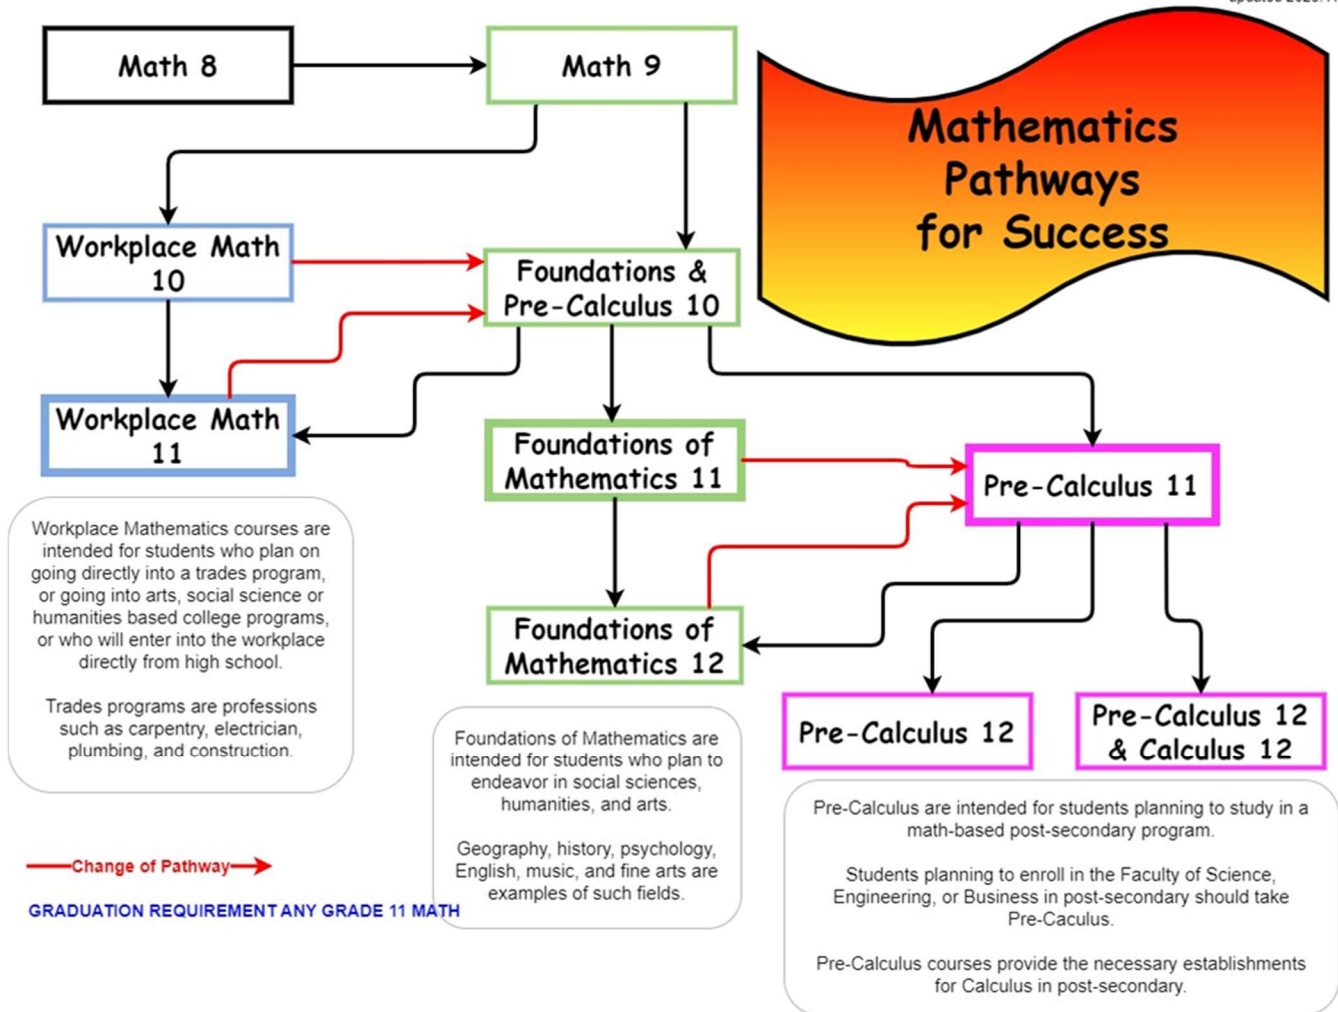 Math 8
Math 9
Mathematics
Pathways
for Success
Workplace Math
10
Foundations &
Pre-Calculus 10
Workplace Math
11
Foundations of
Mathematics 11
Pre-Calculus 11
Workplace Mathematics courses are
intended for students who plan on
going directly into a trades program,
or going into arts, social science or
humanities based college programs,
or who will enter into the workplace
directly from high school.
Trades programs are professions
such as carpentry, electrician,
plumbing, and construction.
Foundations of
Mathematics 12
Pre-Calculus 12
Pre-Calculus 12
& Calculus 12
Foundations of Mathematics are
intended for students who plan to
endeavor in social sciences,
humanities, and arts.
Geography, history, psychology,
English, music, and fine arts are
examples of such fields.
Pre-Calculus are intended for students planning to study in a
math-based post-secondary program.
Students planning to enroll in the Faculty of Science,
Engineering, or Business in post-secondary should take
Pre-Caculus.
Pre-Calculus courses provide the necessary establishments
for Calculus in post-secondary.
Change of Pathway
GRADUATION REQUIREMENT ANY GRADE 11 MATH